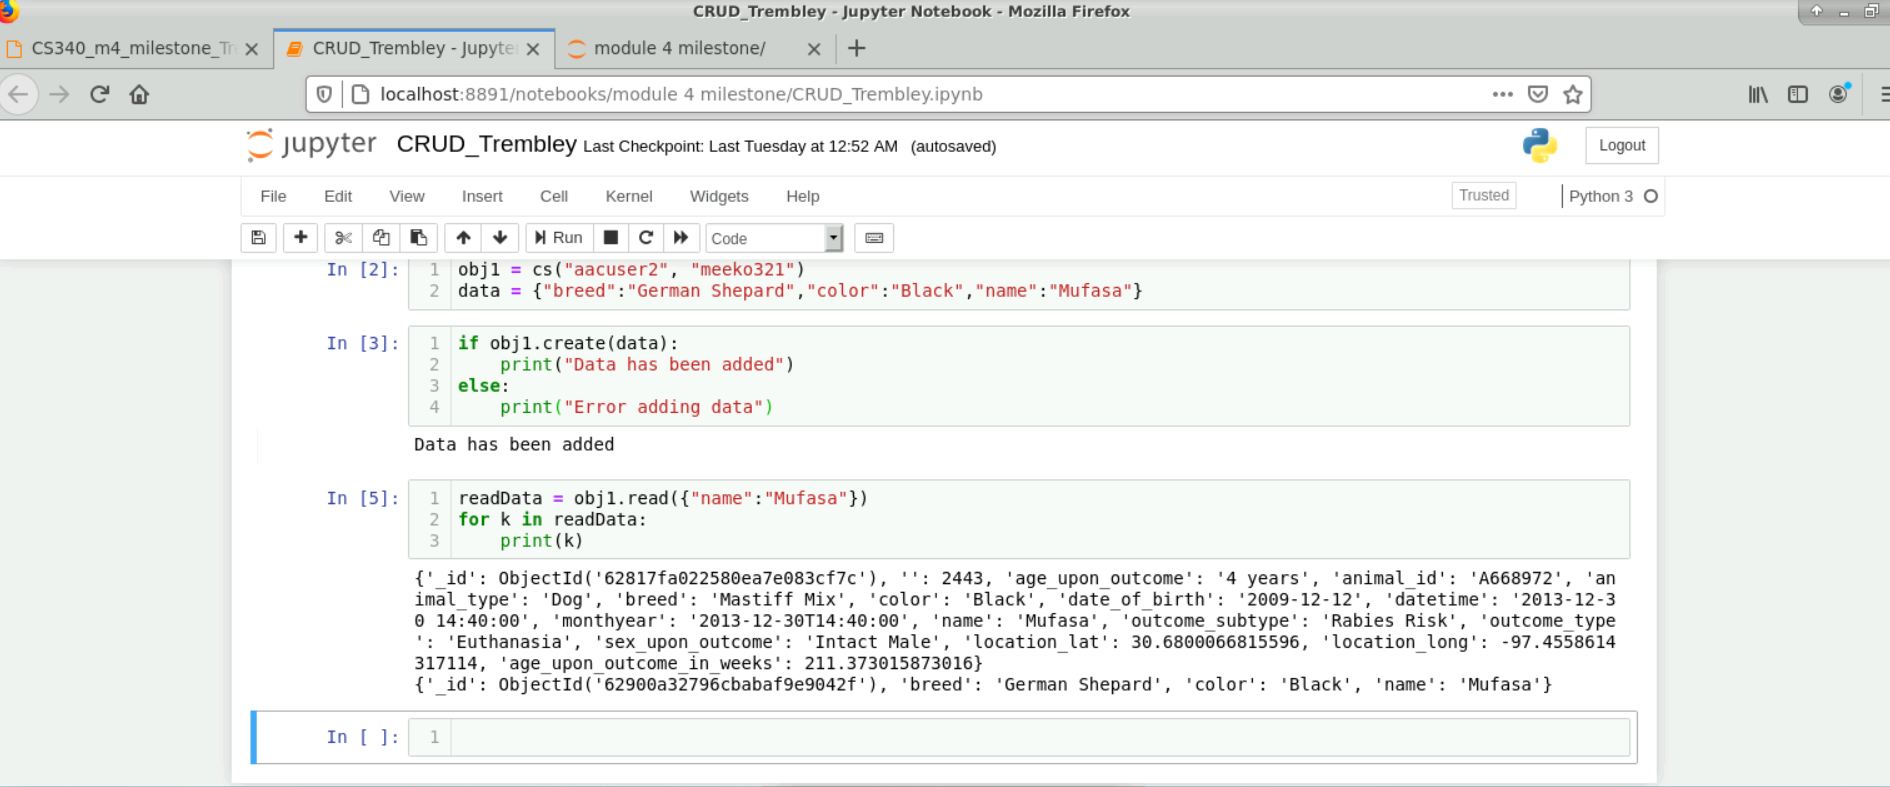 CRUD_Trembley - Jupyter Notebook - Mozilla Firefox
CS340_m4_milestone_Tr
CRUD_Trembley - Jupyte
module 4 milestone/
localhost:8891/notebooks/module 4 milestone/CRUD_Trembley.ipynb
jupyter CRUD_Trembley Last Checkpoint: Last Tuesday at 12:52 AM (autosaved)
Logout
File Edit View Insert Cell Kernel Widgets Help
Trusted
Python 3
Run
Code
In [2]:
1 obj1 = cs("aacuser2", "meeko321")
2 data = {"breed":"German Shepard","color":"Black","name":"Mufasa"}
In [3]:
1 if obj1.create(data):
2     print("Data has been added")
3 else:
4     print("Error adding data")
Data has been added
In [5]:
1 readData = obj1.read({"name":"Mufasa"})
2 for k in readData:
3     print(k)
{'_id': ObjectId('62817fa022580ea7e083cf7c'), '': 2443, 'age_upon_outcome': '4 years', 'animal_id': 'A668972', 'an
imal_type': 'Dog', 'breed': 'Mastiff Mix', 'color': 'Black', 'date_of_birth': '2009-12-12', 'datetime': '2013-12-3
0 14:40:00', 'monthyear': '2013-12-30T14:40:00', 'name': 'Mufasa', 'outcome_subtype': 'Rabies Risk', 'outcome_type
': 'Euthanasia', 'sex_upon_outcome': 'Intact Male', 'location_lat': 30.6800066815596, 'location_long': -97.4558614
317114, 'age_upon_outcome_in_weeks': 211.373015873016}
{'_id': ObjectId('62900a32796cbabaf9e9042f'), 'breed': 'German Shepard', 'color': 'Black', 'name': 'Mufasa'}
In [ ]:
1